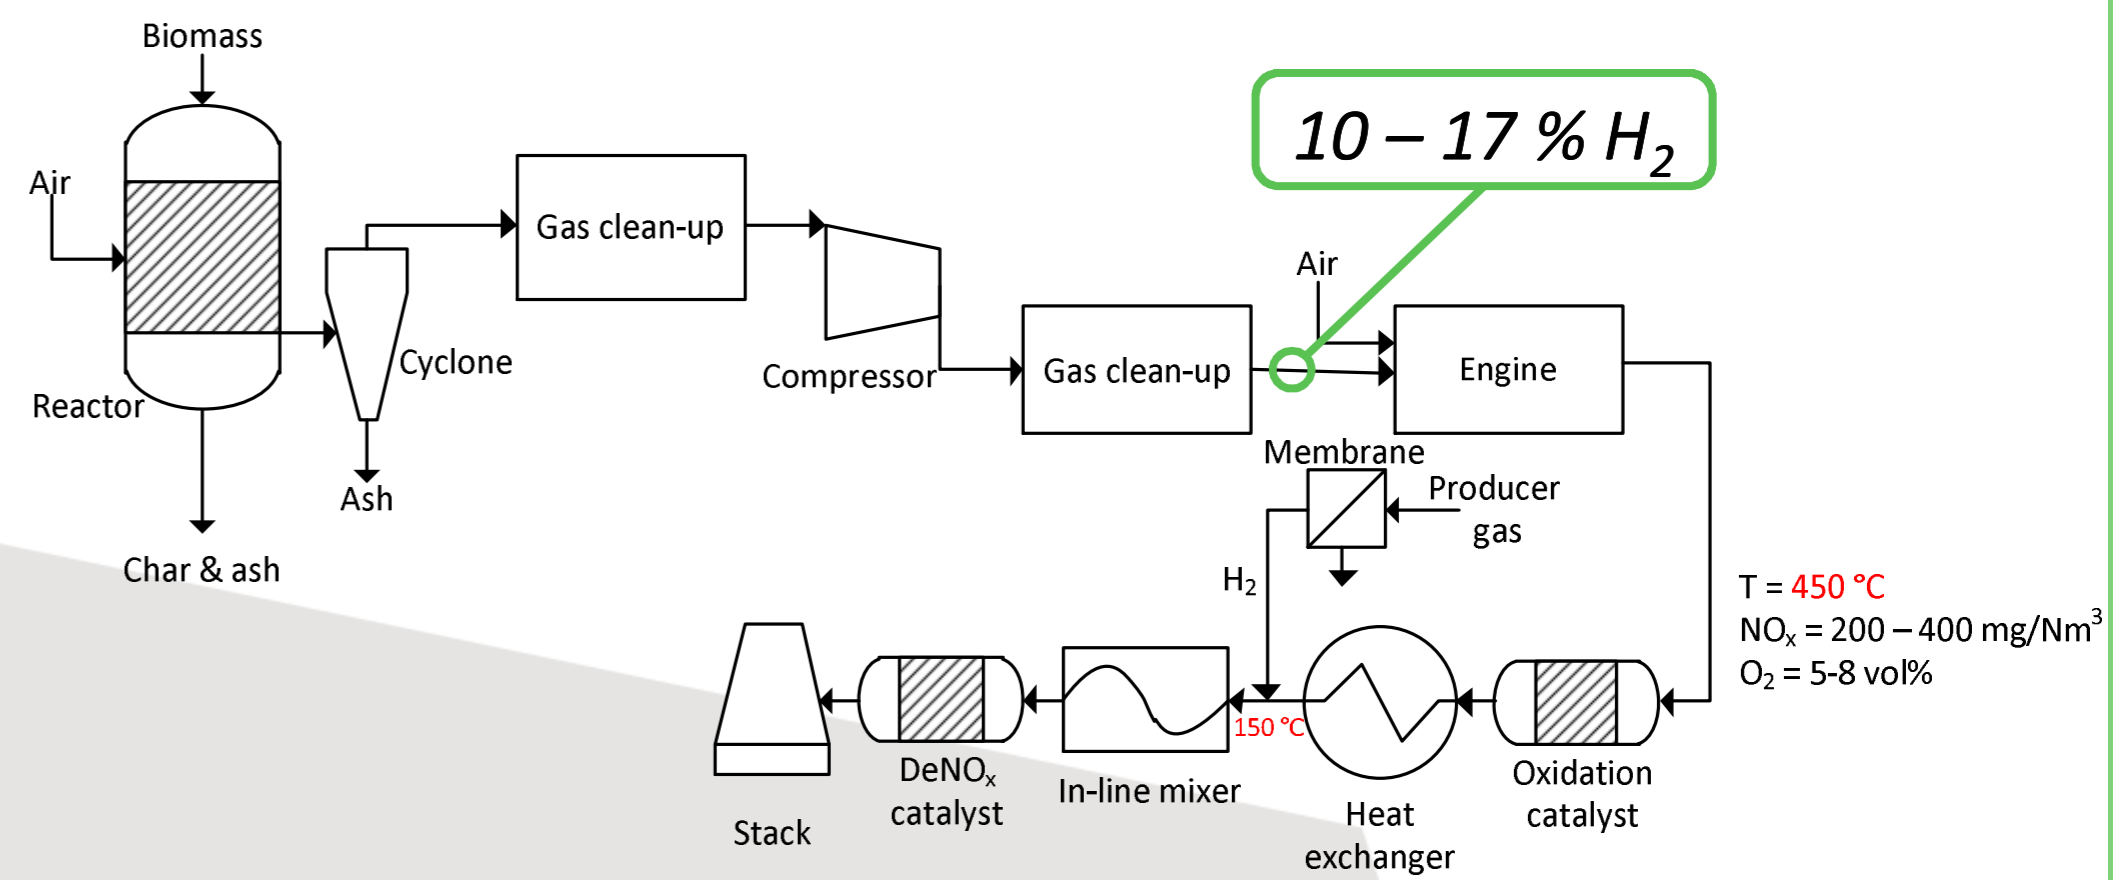 Biomass
10 – 17 % H₂
Air
Gas clean-up
Air
Cyclone
Compressor
Gas clean-up
Engine
Reactor
Membrane
Producer
gas
Ash
Char & ash
H₂
T = 450 °C
NOₓ = 200 – 400 mg/Nm³
O₂ = 5-8 vol%
150 °C
DeNOₓ
catalyst
In-line mixer
Oxidation
catalyst
Stack
Heat
exchanger